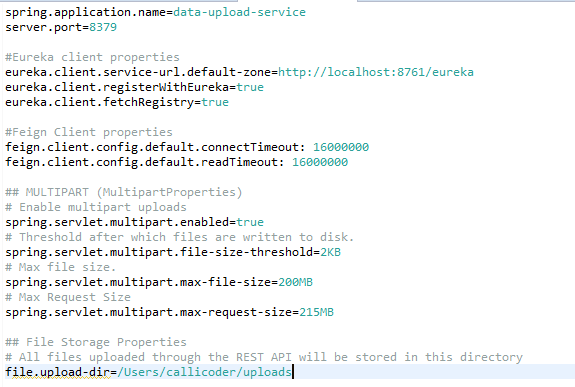 spring.application.name=data-upload-service
server.port=8379
#Eureka client properties
eureka.client.service-url.default-zone=http://localhost:8761/eureka
eureka.client.registerWithEureka=true
eureka.client.fetchRegistry=true
#Feign Client properties
feign.client.config.default.connectTimeout: 16000000
feign.client.config.default.readTimeout: 16000000
## MULTIPART (MultipartProperties)
# Enable multipart uploads
spring.servlet.multipart.enabled=true
# Threshold after which files are written to disk.
spring.servlet.multipart.file-size-threshold=2KB
# Max file size.
spring.servlet.multipart.max-file-size=200MB
# Max Request Size
spring.servlet.multipart.max-request-size=215MB
## File Storage Properties
# All files uploaded through the REST API will be stored in this directory
file.upload-dir=/Users/callicoder/uploads